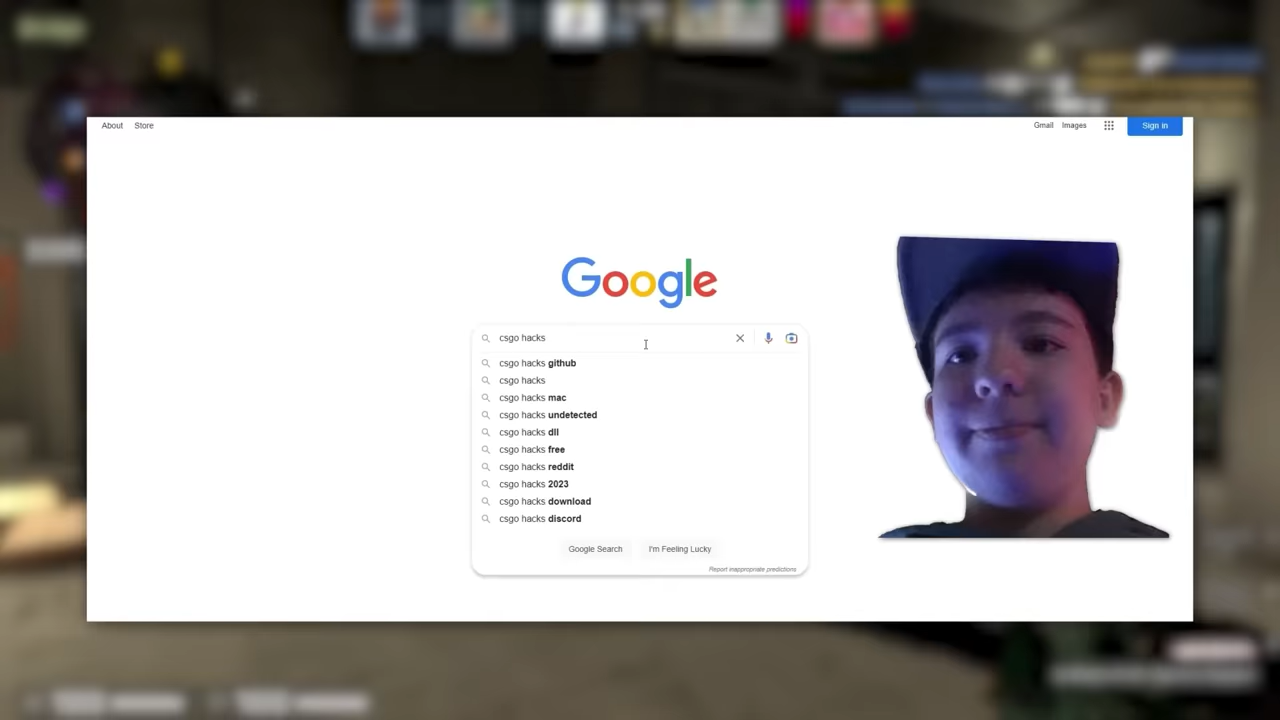 About Store
Gmail Images Sign in
Google
csgo hacks
csgo hacks github
csgo hacks
csgo hacks mac
csgo hacks undetected
csgo hacks dll
csgo hacks free
csgo hacks reddit
csgo hacks 2023
csgo hacks download
csgo hacks discord
Google Search I'm Feeling Lucky
Report inappropriate predictions